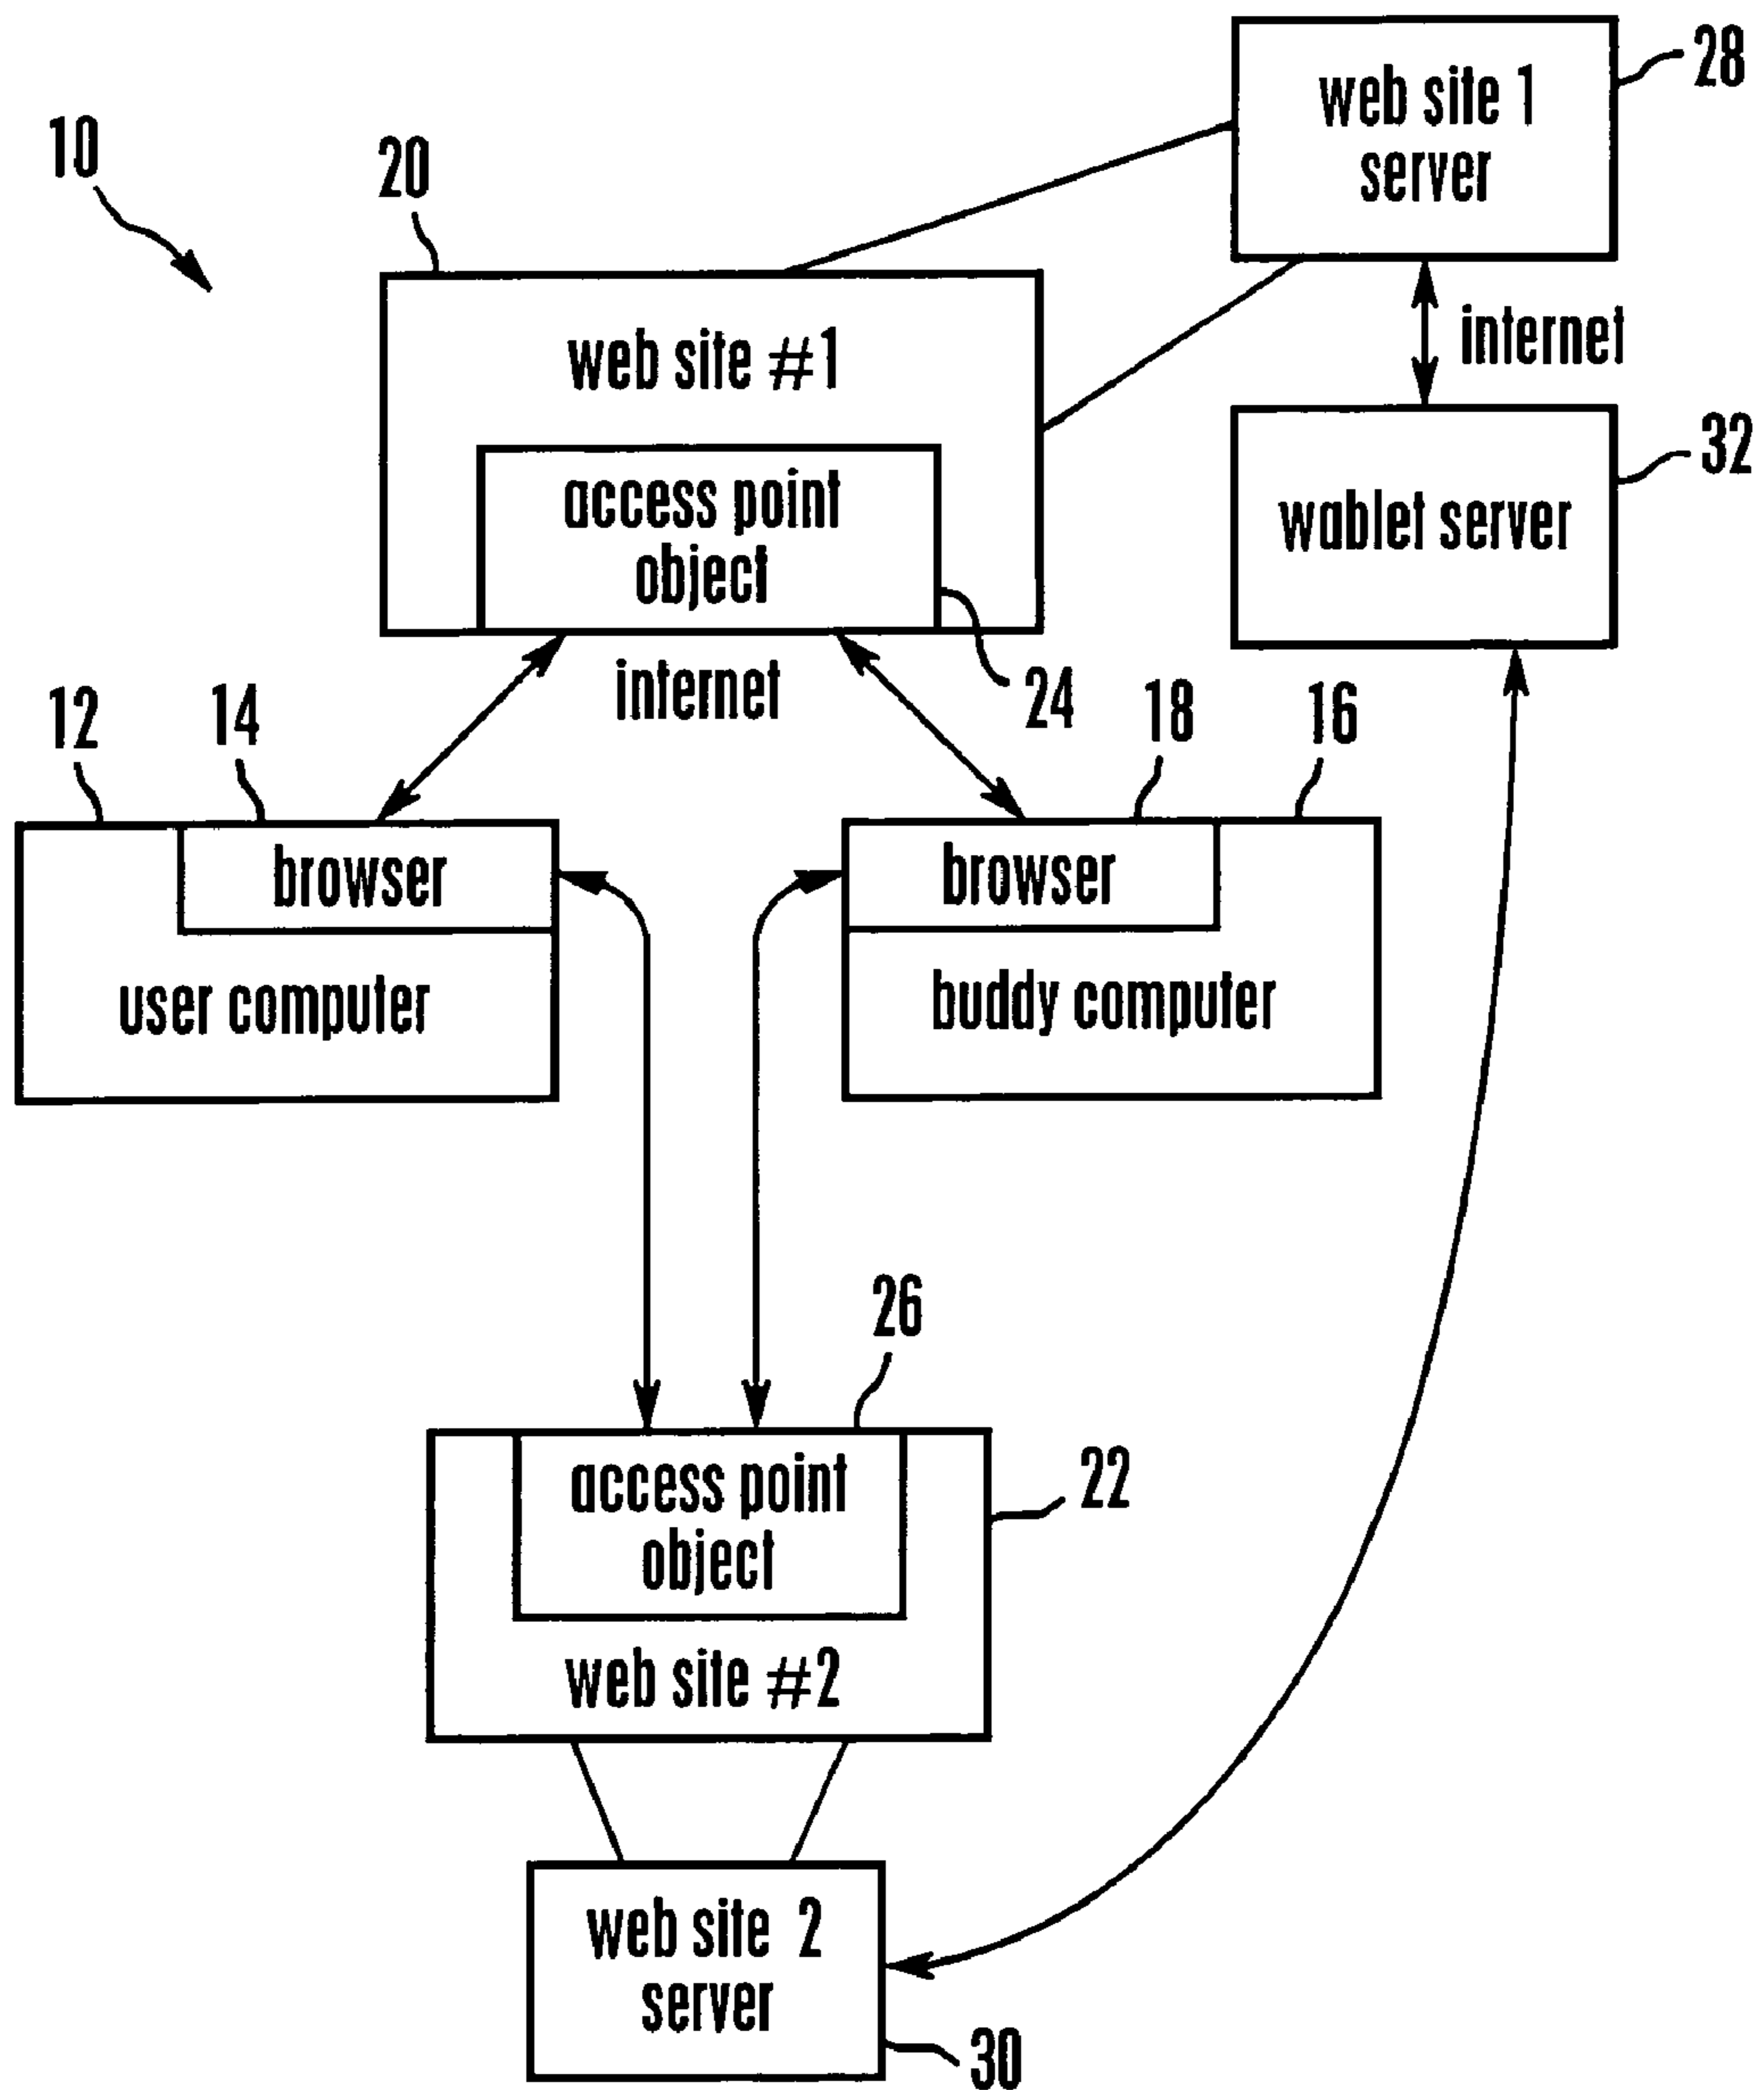 28
web site 1
server
10
20
web site #1
internet
32
access point
object
wablet server
internet
24
12
14
18
16
browser
browser
user computer
buddy computer
26
access point
object
22
web site #2
web site 2
server
30